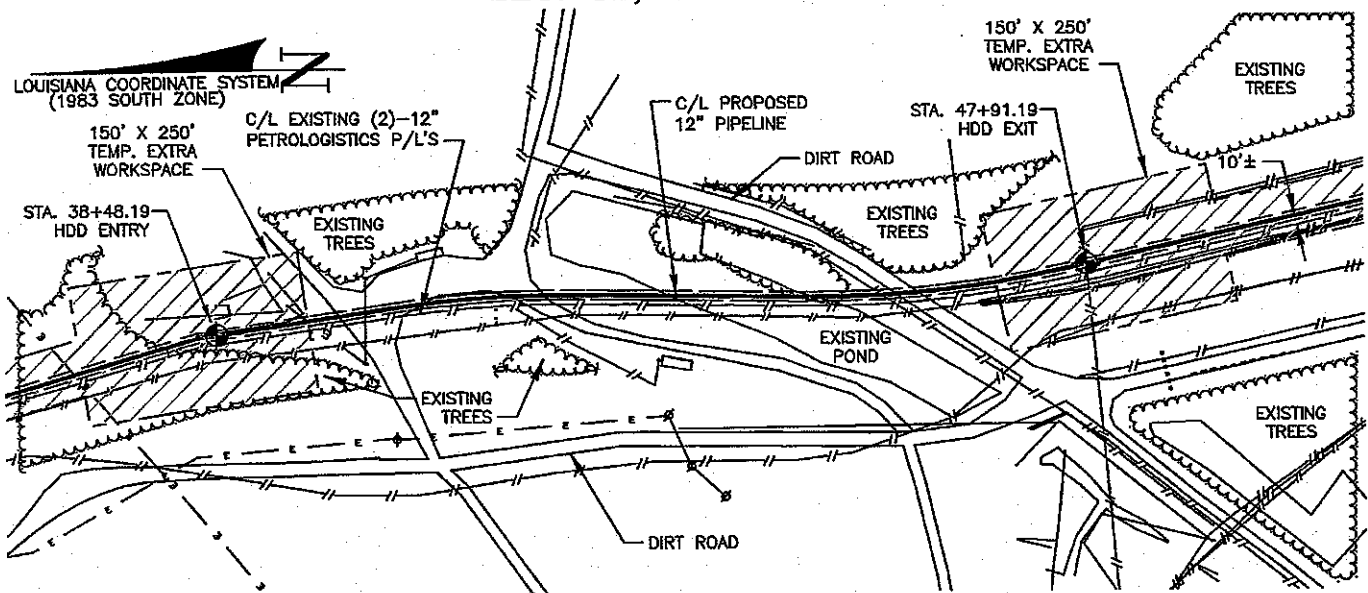 LOUISIANA COORDINATE SYSTEM
(1983 SOUTH ZONE)
150' X 250'
TEMP. EXTRA
WORKSPACE
STA. 38+48.19
HDD ENTRY
C/L EXISTING (2)-12"
PETROLOGISTICS P/L'S
EXISTING
TREES
C/L PROPOSED
12" PIPELINE
DIRT ROAD
EXISTING
TREES
STA. 47+91.19
HDD EXIT
150' X 250'
TEMP. EXTRA
WORKSPACE
EXISTING
TREES
10'±
EXISTING
POND
EXISTING
TREES
EXISTING
TREES
DIRT ROAD
E
E
E
E
E
E
E
E
E
E
E